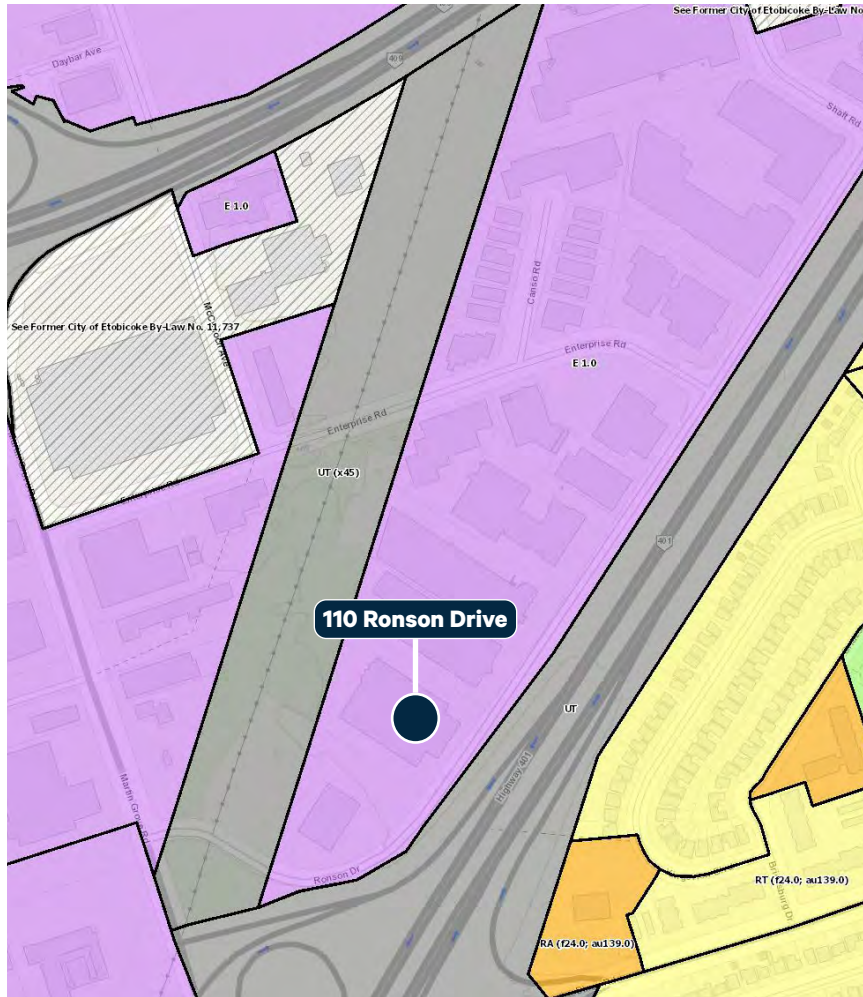 See Former City of Etobicoke By-Law No
Daybar Ave
409
Shaft Rd
E 1.0
Canso Rd
See Former City of Etobicoke By-Law No. 11,737
Enterprise Rd
E 1.0
Enterprise Rd
UT (x45)
401
110 Ronson Drive
UT
Highway 401
Martin Grove Rd
Ronson Dr
RT (f24.0; au139.0)
RA (f24.0; au139.0)